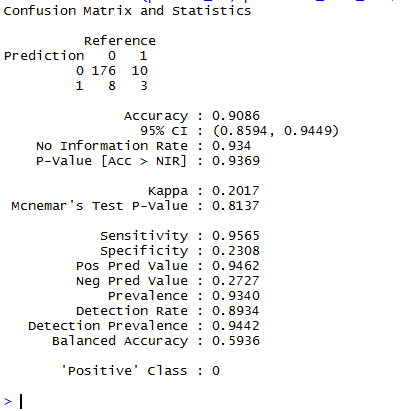 Confusion Matrix and Statistics
Reference
Prediction 0 1
0 176 10
1 8 3
Accuracy : 0.9086
95% CI : (0.8594, 0.9449)
No Information Rate : 0.934
P-Value [Acc > NIR] : 0.9369
Kappa : 0.2017
Mcnemar's Test P-Value : 0.8137
Sensitivity : 0.9565
Specificity : 0.2308
Pos Pred Value : 0.9462
Neg Pred Value : 0.2727
Prevalence : 0.9340
Detection Rate : 0.8934
Detection Prevalence : 0.9442
Balanced Accuracy : 0.5936
'Positive' Class : 0
>